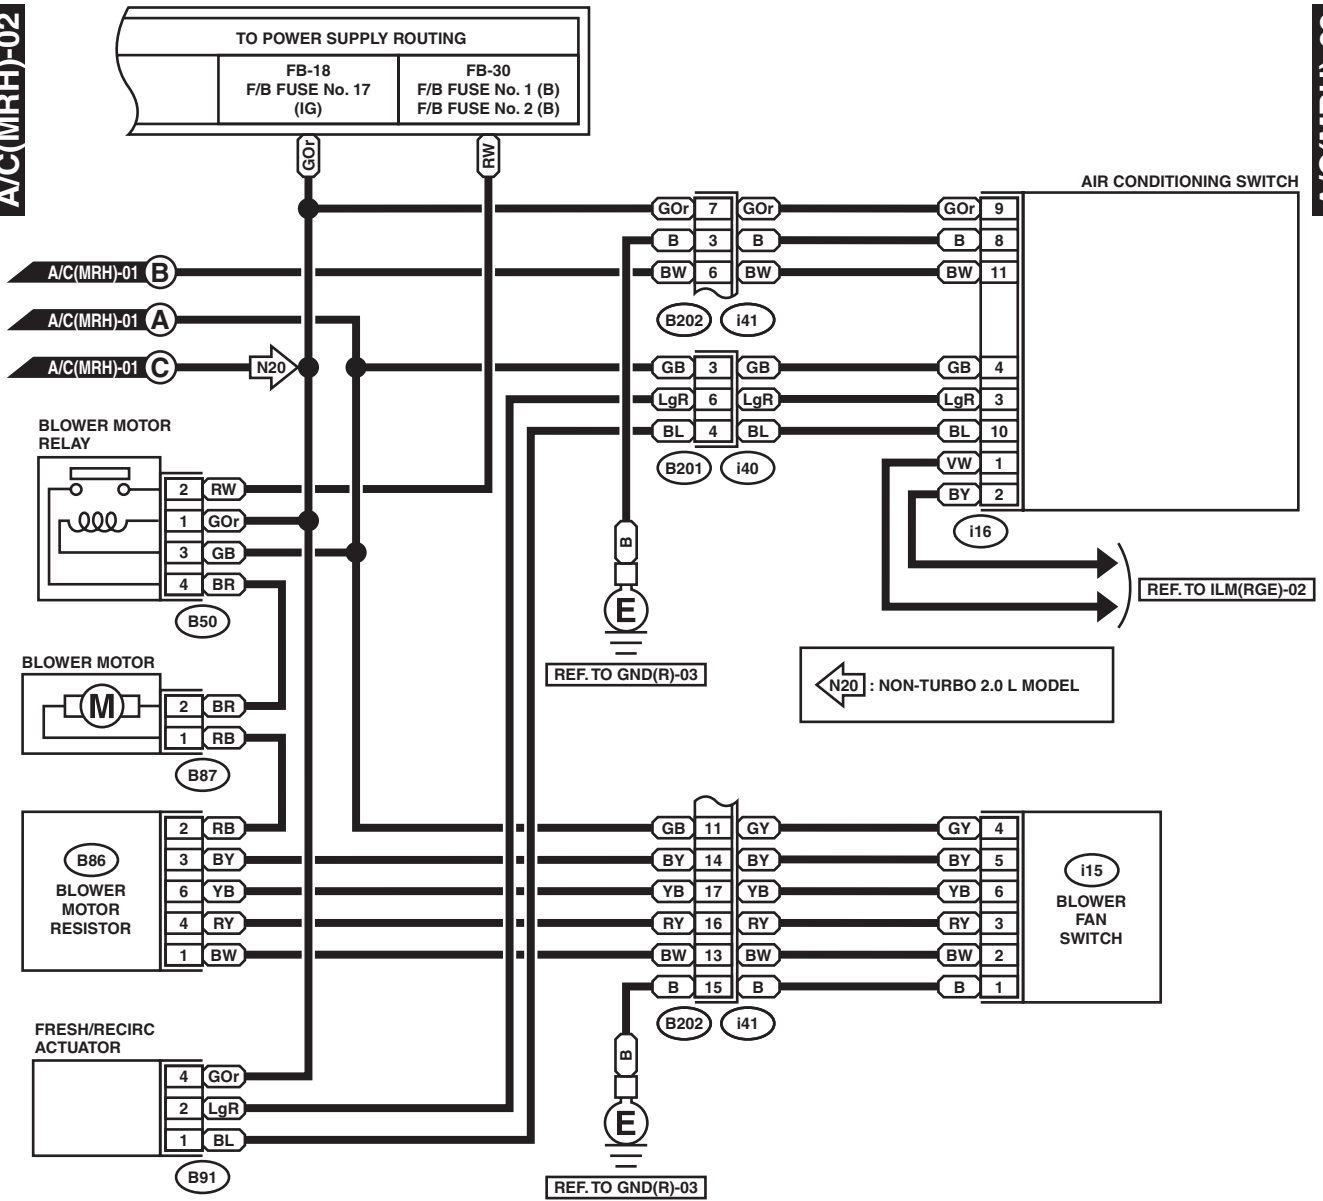 A/C(MRH)-02
TO POWER SUPPLY ROUTING
FB-18
F/B FUSE No. 17
(IG)
FB-30
F/B FUSE No. 1 (B)
F/B FUSE No. 2 (B)
GOr
RW
AIR CONDITIONING SWITCH
GOr 7 GOr GOr 9
B 3 B B 8
A/C(MRH)-01 B BW 6 BW BW 11
A/C(MRH)-01 A
B202 i41
A/C(MRH)-01 C N20
GB 3 GB GB 4
LgR 6 LgR LgR 3
BL 4 BL BL 10
B201 i40
VW 1
BY 2
i16
BLOWER MOTOR
RELAY
2 RW
1 GOr
3 GB
4 BR
B50
B
E
REF. TO GND(R)-03
REF. TO ILM(RGE)-02
N20 : NON-TURBO 2.0 L MODEL
BLOWER MOTOR
M
2 BR
1 RB
B87
B86
BLOWER
MOTOR
RESISTOR
2 RB
3 BY
6 YB
4 RY
1 BW
GB 11 GY GY 4
BY 14 BY BY 5
YB 17 YB YB 6
RY 16 RY RY 3
BW 13 BW BW 2
B 15 B B 1
i15
BLOWER
FAN
SWITCH
B202 i41
FRESH/RECIRC
ACTUATOR
4 GOr
2 LgR
1 BL
B91
B
E
REF. TO GND(R)-03